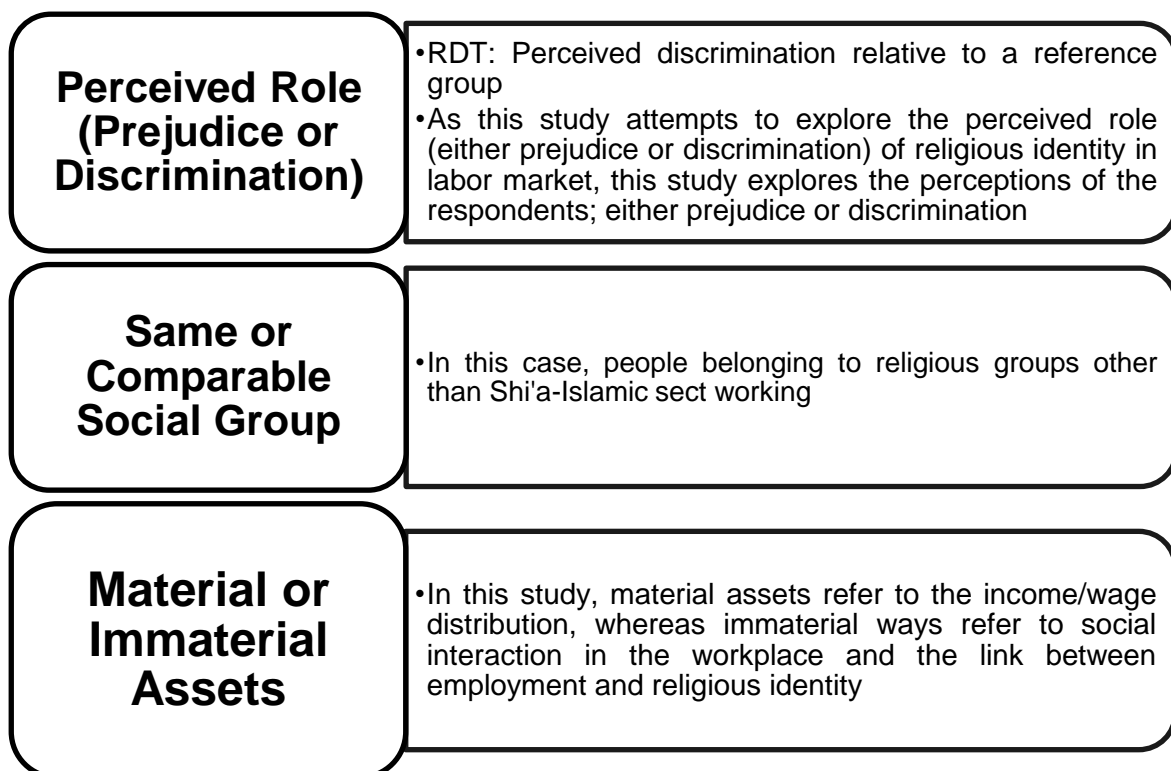 Perceived Role
(Prejudice or
Discrimination)
•RDT: Perceived discrimination relative to a reference
group
•As this study attempts to explore the perceived role
(either prejudice or discrimination) of religious identity in
labor market, this study explores the perceptions of the
respondents; either prejudice or discrimination
Same or
Comparable
Social Group
•In this case, people belonging to religious groups other
than Shi'a-Islamic sect working
Material or
Immaterial
Assets
•In this study, material assets refer to the income/wage
distribution, whereas immaterial ways refer to social
interaction in the workplace and the link between
employment and religious identity